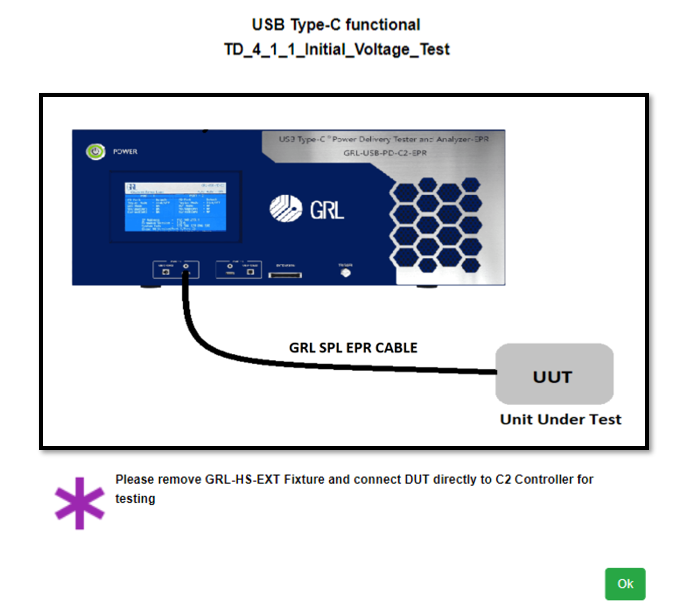 USB Type-C functional
TD_4_1_1_Initial_Voltage_Test
POWER
USB Type-C® Power Delivery Tester and Analyzer-EPR
GRL-USB-PD-C2-EPR
GRL
GRL SPL EPR CABLE
UUT
Unit Under Test
Please remove GRL-HS-EXT Fixture and connect DUT directly to C2 Controller for
testing
Ok